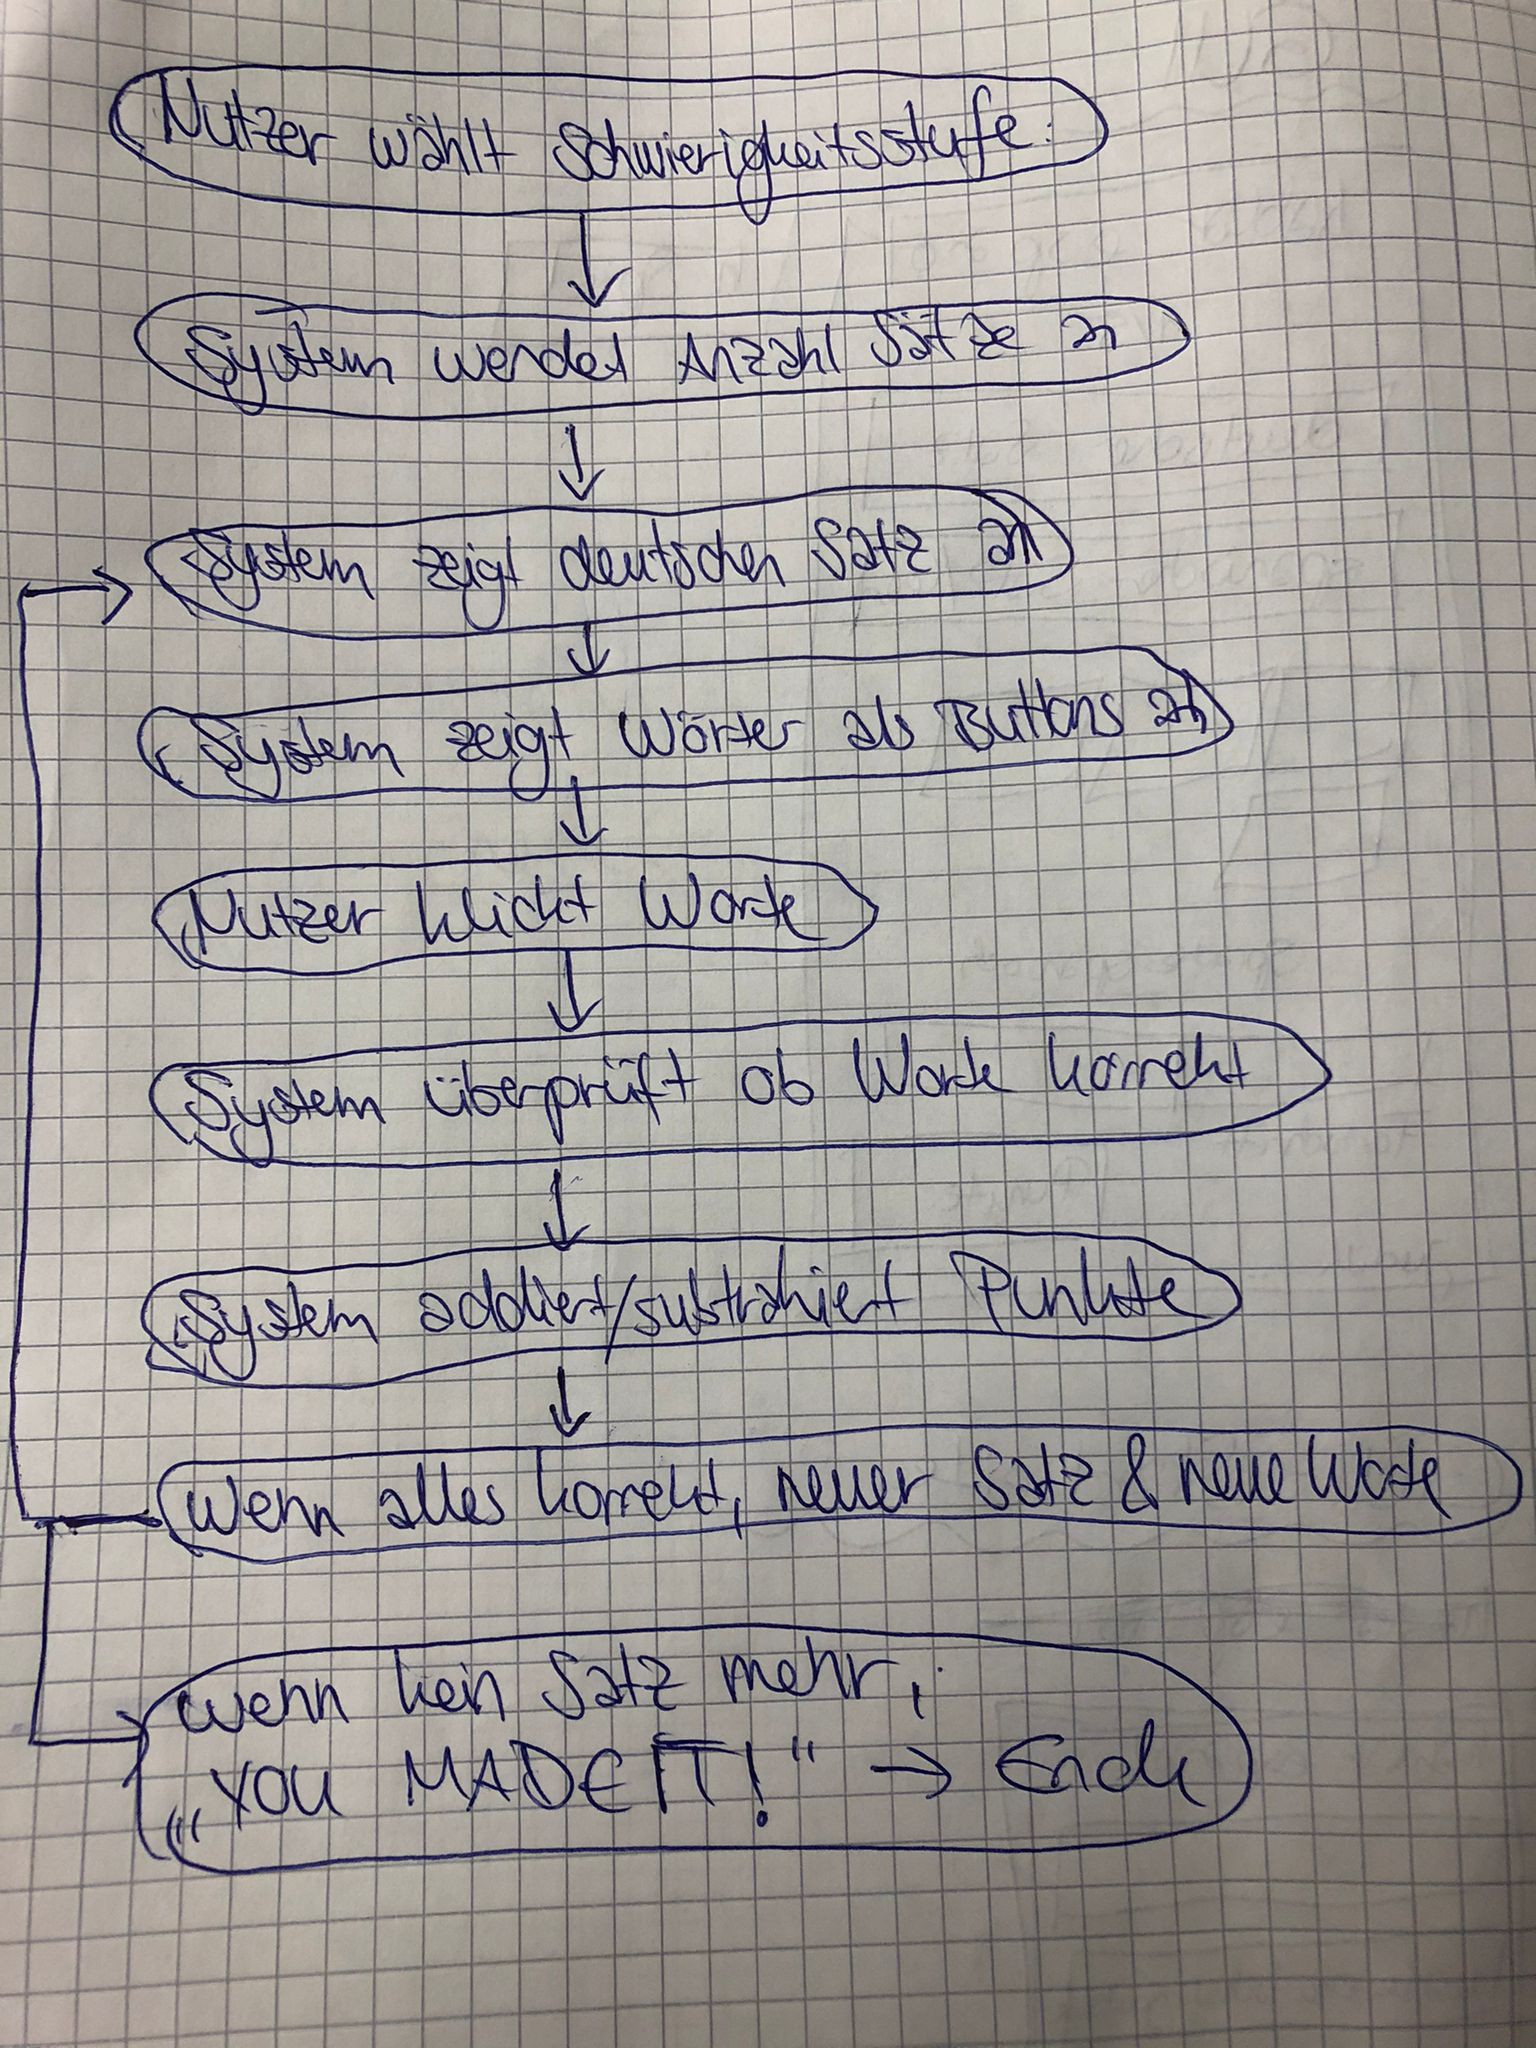 Nutzer wählt Schwierigkeitsstufe.
System wendet Anzahl Sätze an
System zeigt deutschen Satz an
System zeigt Wörter als Buttons an
Nutzer klickt Worte
System überprüft ob Worte korrekt
System addiert/subtrahiert Punkte
Wenn alles korrekt, neuer Satz & neue Worte
wenn kein Satz mehr,
„YOU MADE IT!“ → Ende